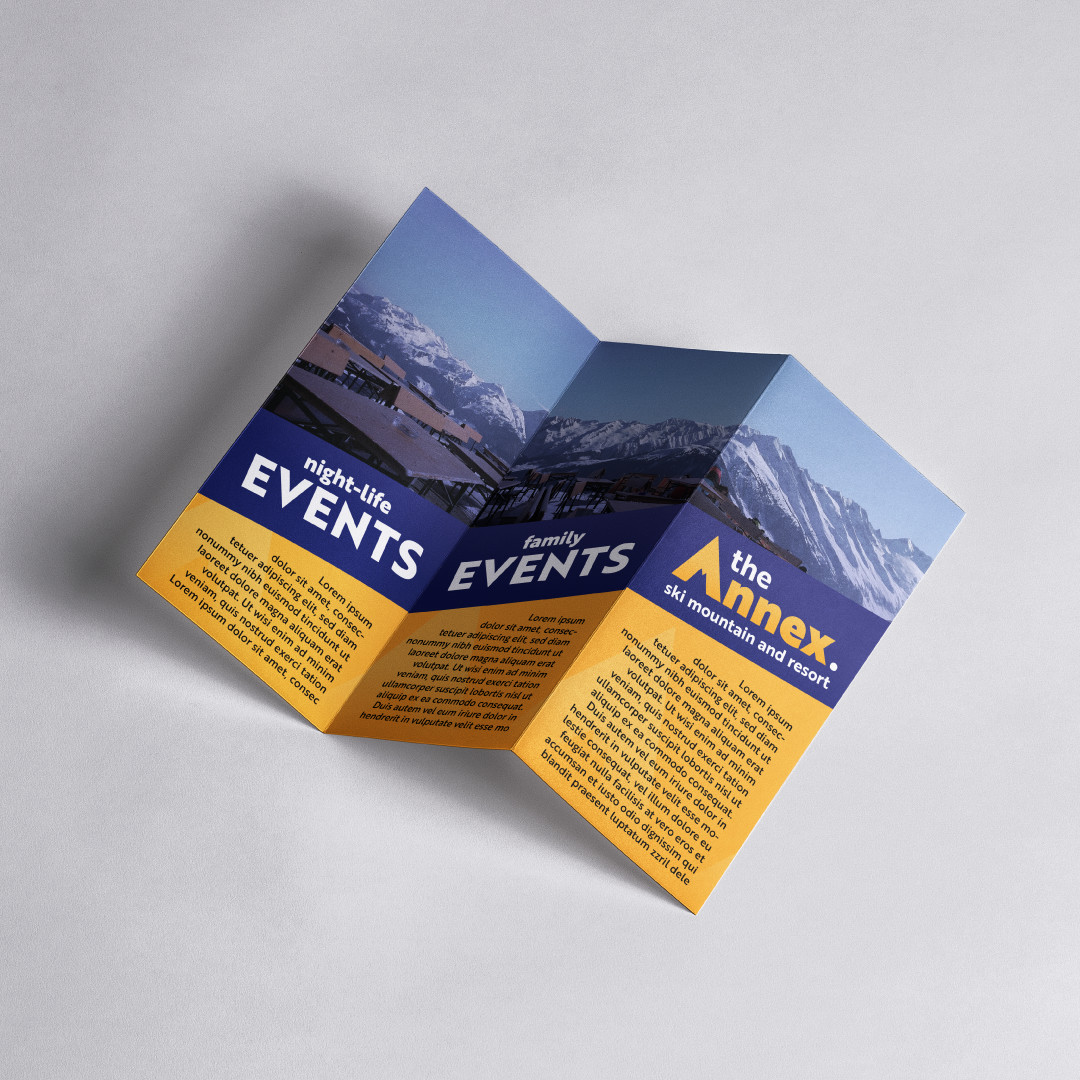 night-life
EVENTS
Lorem ipsum
dolor sit amet, consec-
tetuer adipiscing elit, sed diam
nonummy nibh euismod tincidunt ut
laoreet dolore magna aliquam erat
volutpat. Ut wisi enim ad minim
veniam, quis nostrud exerci tation
Lorem ipsum dolor sit amet, consec
family
EVENTS
Lorem ipsum
dolor sit amet, consec-
tetuer adipiscing elit, sed diam
nonummy nibh euismod tincidunt ut
laoreet dolore magna aliquam erat
volutpat. Ut wisi enim ad minim
veniam, quis nostrud exerci tation
ullamcorper suscipit lobortis nisl ut
aliquip ex ea commodo consequat.
Duis autem vel eum iriure dolor in
hendrerit in vulputate velit esse mo
the
Annex.
ski mountain and resort
Lorem ipsum
dolor sit amet, consec-
tetuer adipiscing elit, sed diam
nonummy nibh euismod tincidunt ut
laoreet dolore magna aliquam erat
volutpat. Ut wisi enim ad minim
veniam, quis nostrud exerci tation
ullamcorper suscipit lobortis nisl ut
aliquip ex ea commodo consequat.
Duis autem vel eum iriure dolor in
hendrerit in vulputate velit esse mo-
lestie consequat, vel illum dolore eu
feugiat nulla facilisis at vero eros et
accumsan et iusto odio dignissim qui
blandit praesent luptatum zzril dele